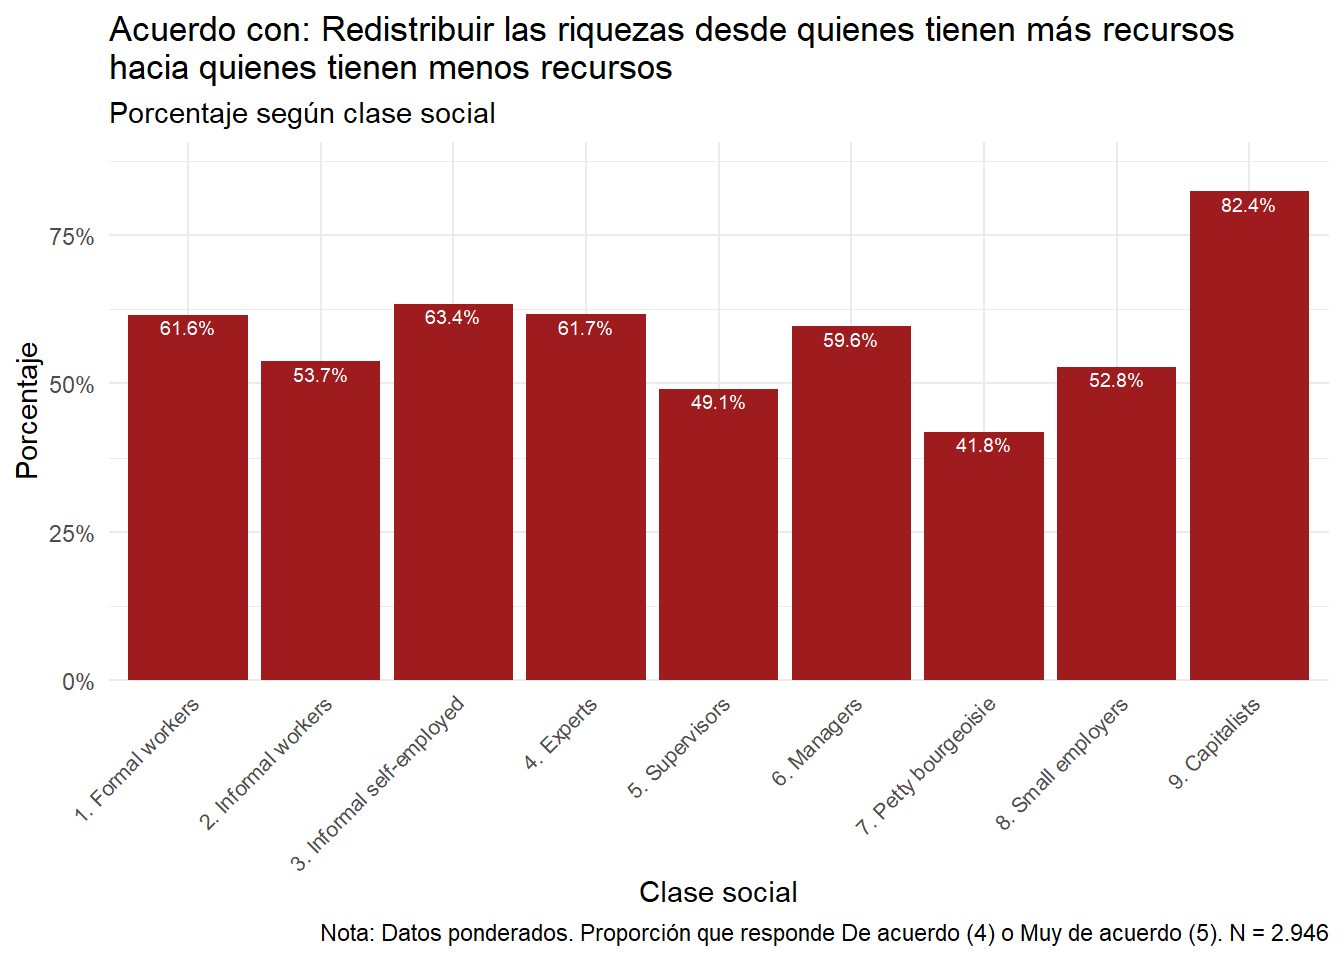 Acuerdo con: Redistribuir las riquezas desde quienes tienen más recursos
hacia quienes tienen menos recursos
Porcentaje según clase social
Porcentaje
75%
50%
25%
0%
61.6%
53.7%
63.4%
61.7%
49.1%
59.6%
41.8%
52.8%
82.4%
1. Formal workers
2. Informal workers
3. Informal self-employed
4. Experts
5. Supervisors
6. Managers
7. Petty bourgeoisie
8. Small employers
9. Capitalists
Clase social
Nota: Datos ponderados. Proporción que responde De acuerdo (4) o Muy de acuerdo (5). N = 2.946